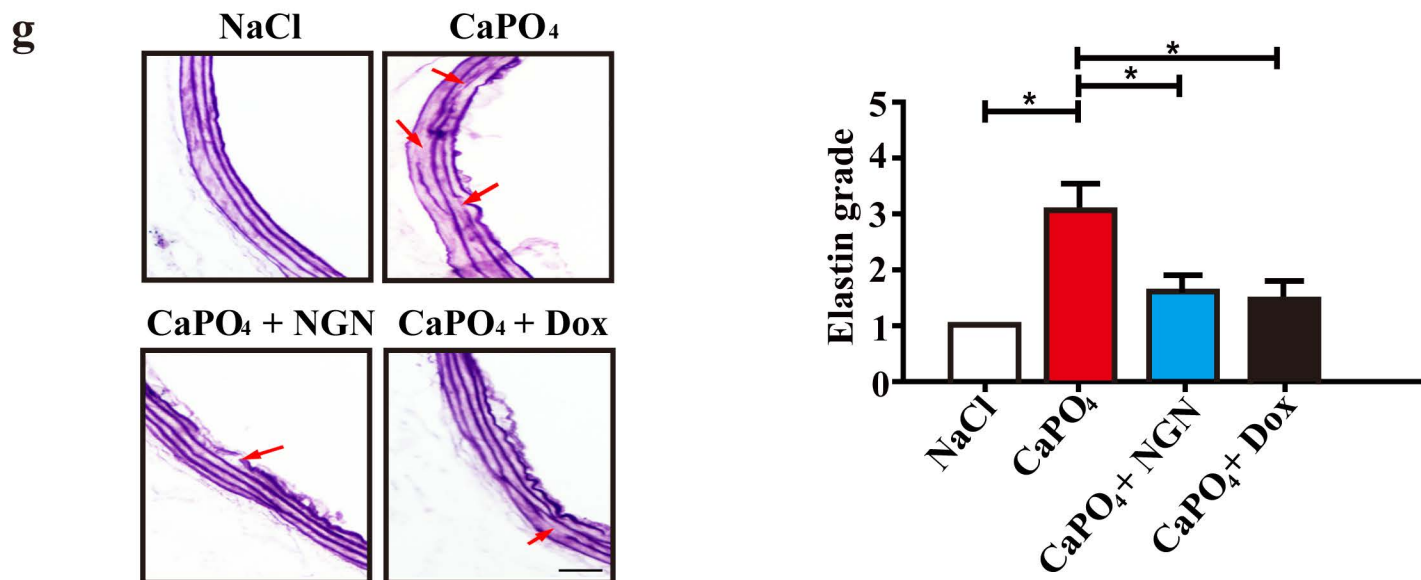 g
NaCl
CaPO₄
CaPO₄ + NGN
CaPO₄ + Dox
*
*
*
Elastin grade
5
4
3
2
1
0
NaCl
CaPO₄
CaPO₄+ NGN
CaPO₄+ Dox